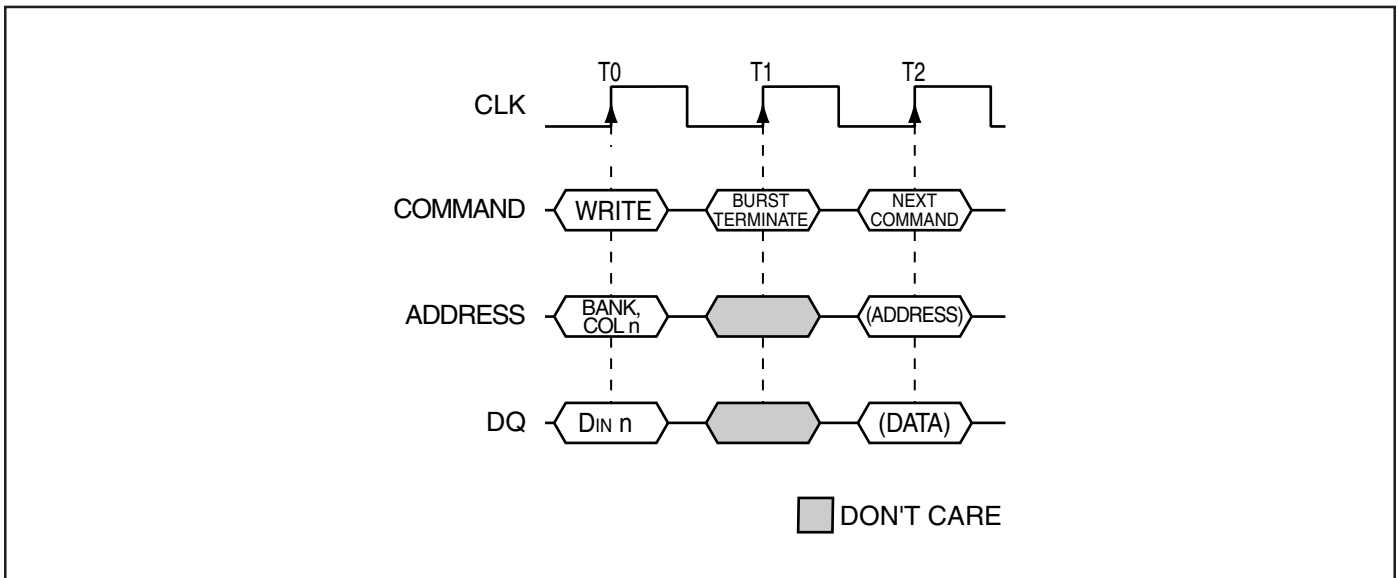 T0 T1 T2
CLK
COMMAND WRITE BURST TERMINATE NEXT COMMAND
ADDRESS BANK, COL n (ADDRESS)
DQ DIN n (DATA)
DON'T CARE